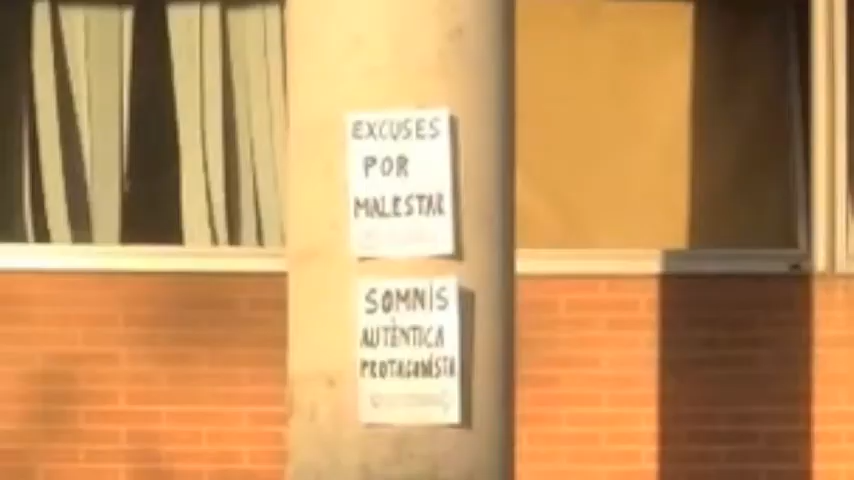 EXCUSES
POR
MALESTAR
SOMNIS
AUTÈNTICA
PROTAGONISTA